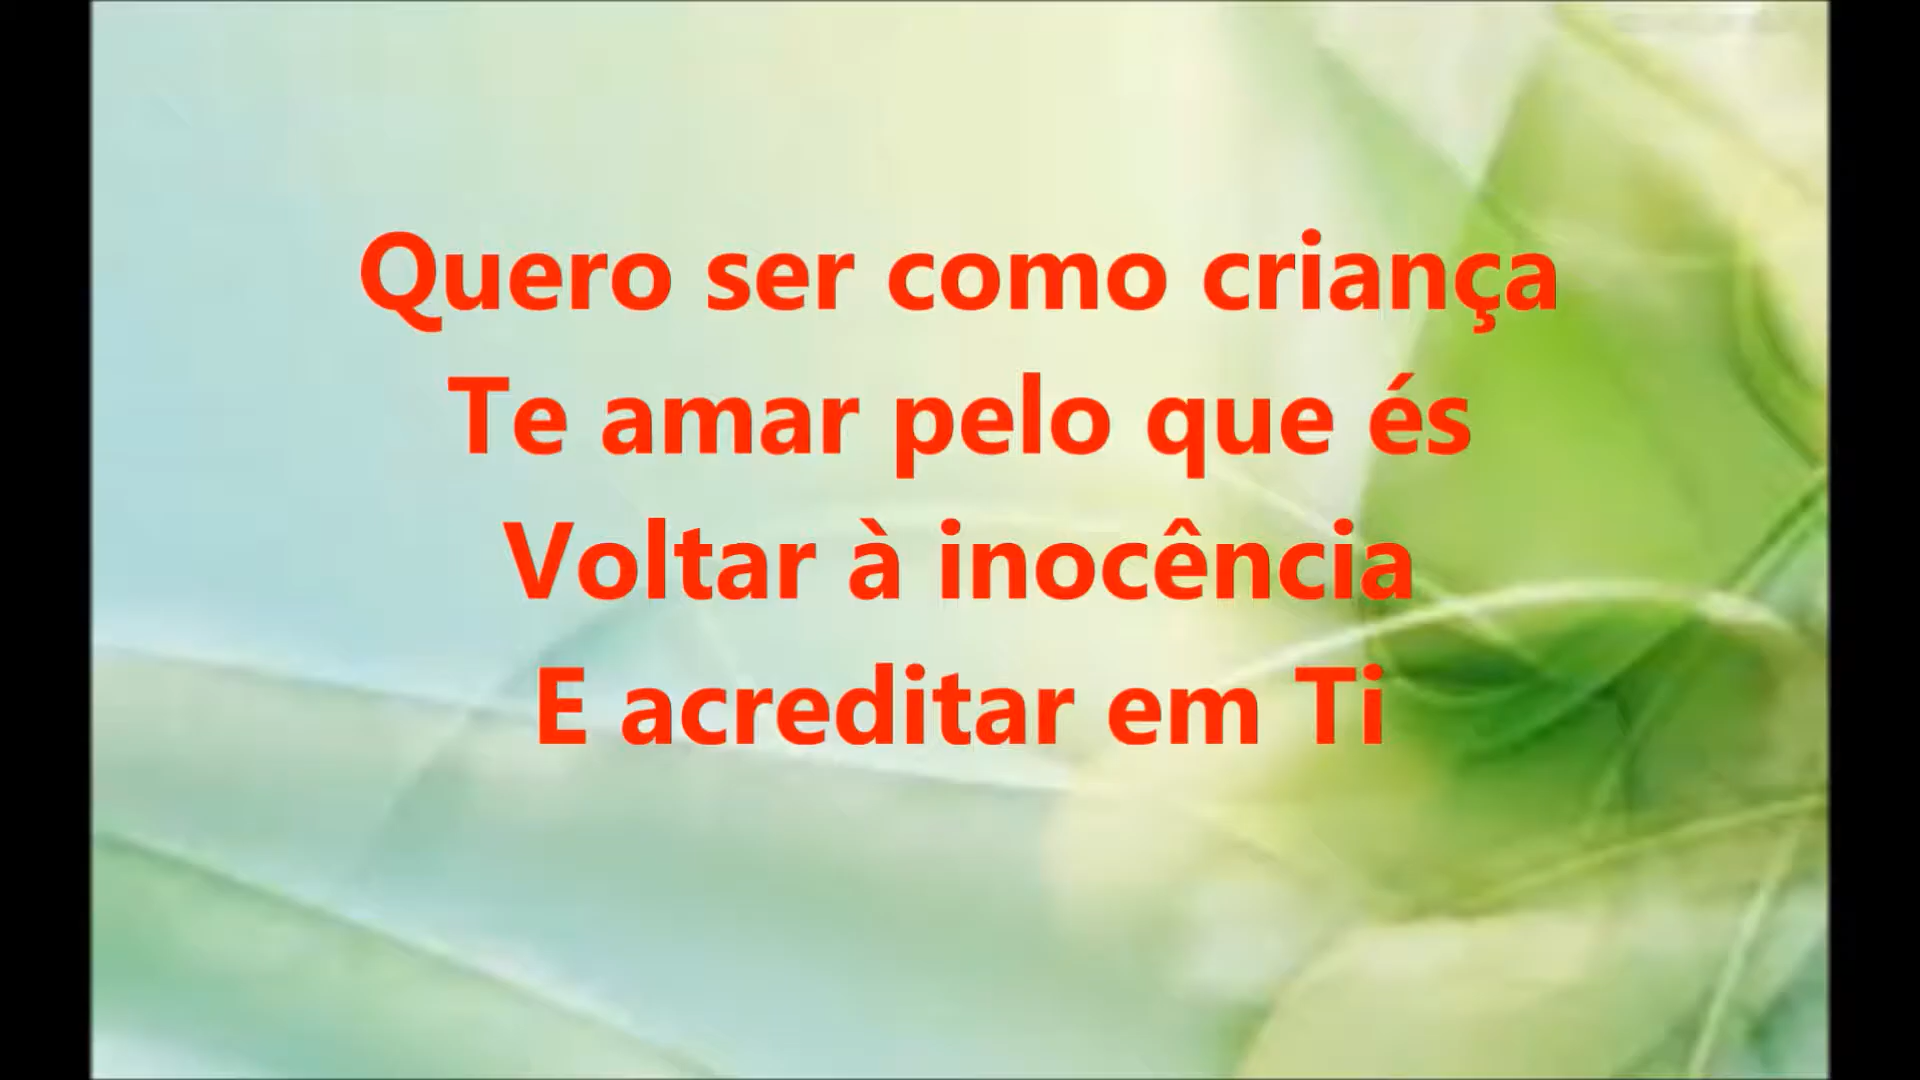 Quero ser como criança
Te amar pelo que és
Voltar à inocência
E acreditar em Ti